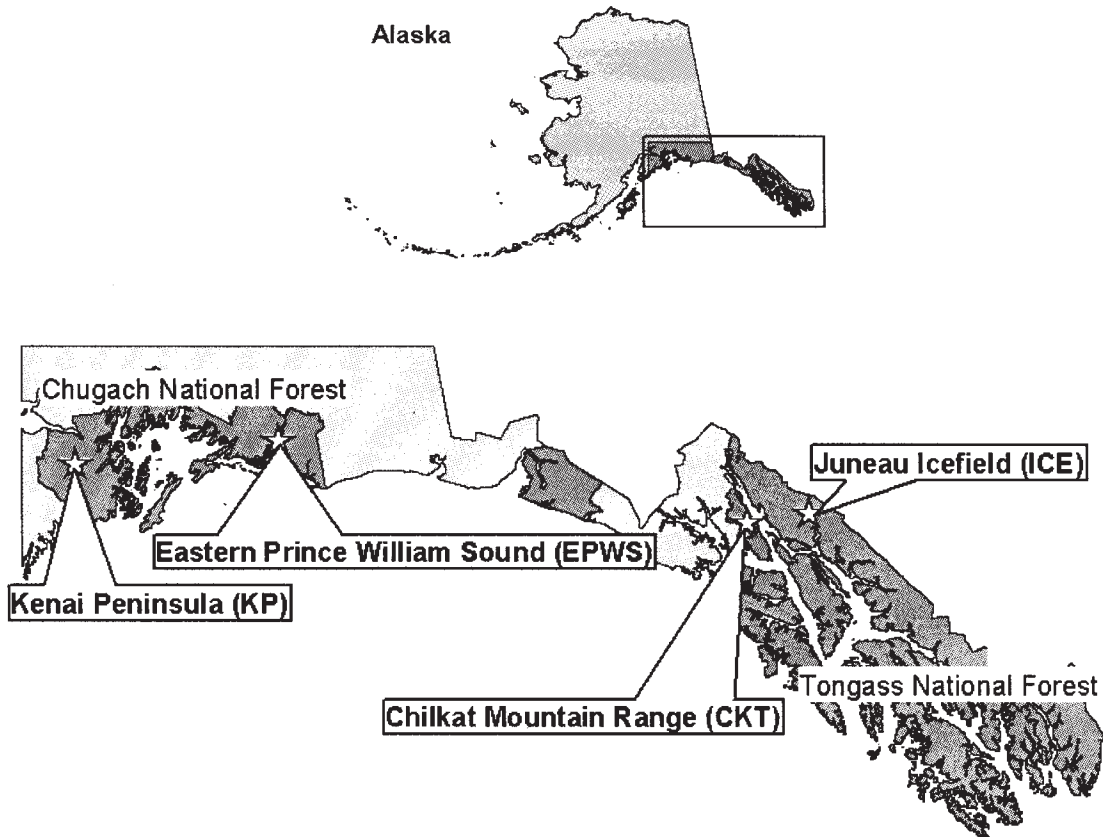 Alaska
Chugach National Forest
Juneau Icefield (ICE)
Eastern Prince William Sound (EPWS)
Kenai Peninsula (KP)
Tongass National Forest
Chilkat Mountain Range (CKT)